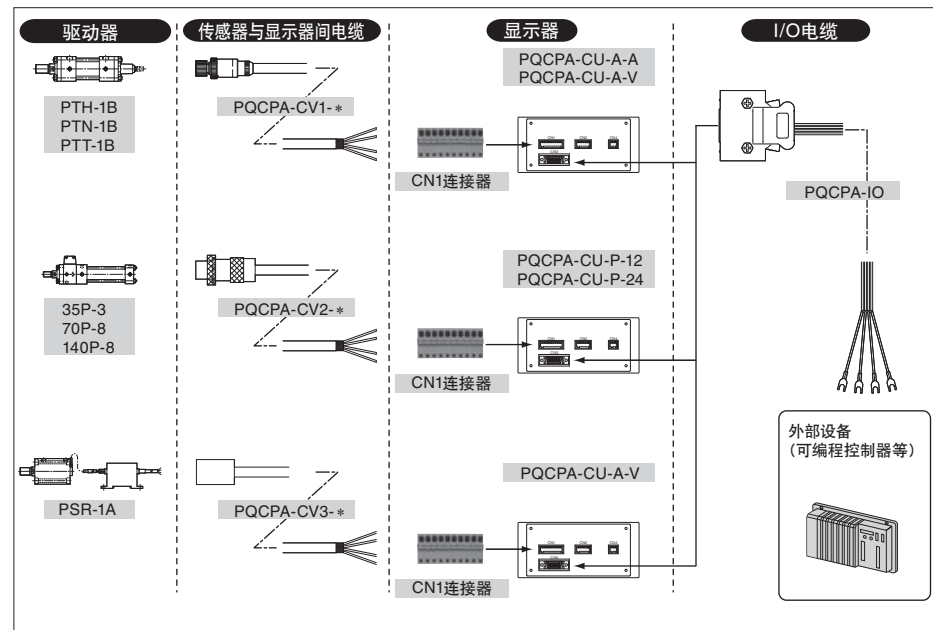 驱动器
传感器与显示器间电缆
显示器
I/O电缆
PTH-1B
PTN-1B
PTT-1B
PQCPA-CV1-*
CN1连接器
PQCPA-CU-A-A
PQCPA-CU-A-V
PQCPA-IO
35P-3
70P-8
140P-8
PQCPA-CV2-*
CN1连接器
PQCPA-CU-P-12
PQCPA-CU-P-24
PSR-1A
PQCPA-CV3-*
CN1连接器
PQCPA-CU-A-V
外部设备
(可编程控制器等)